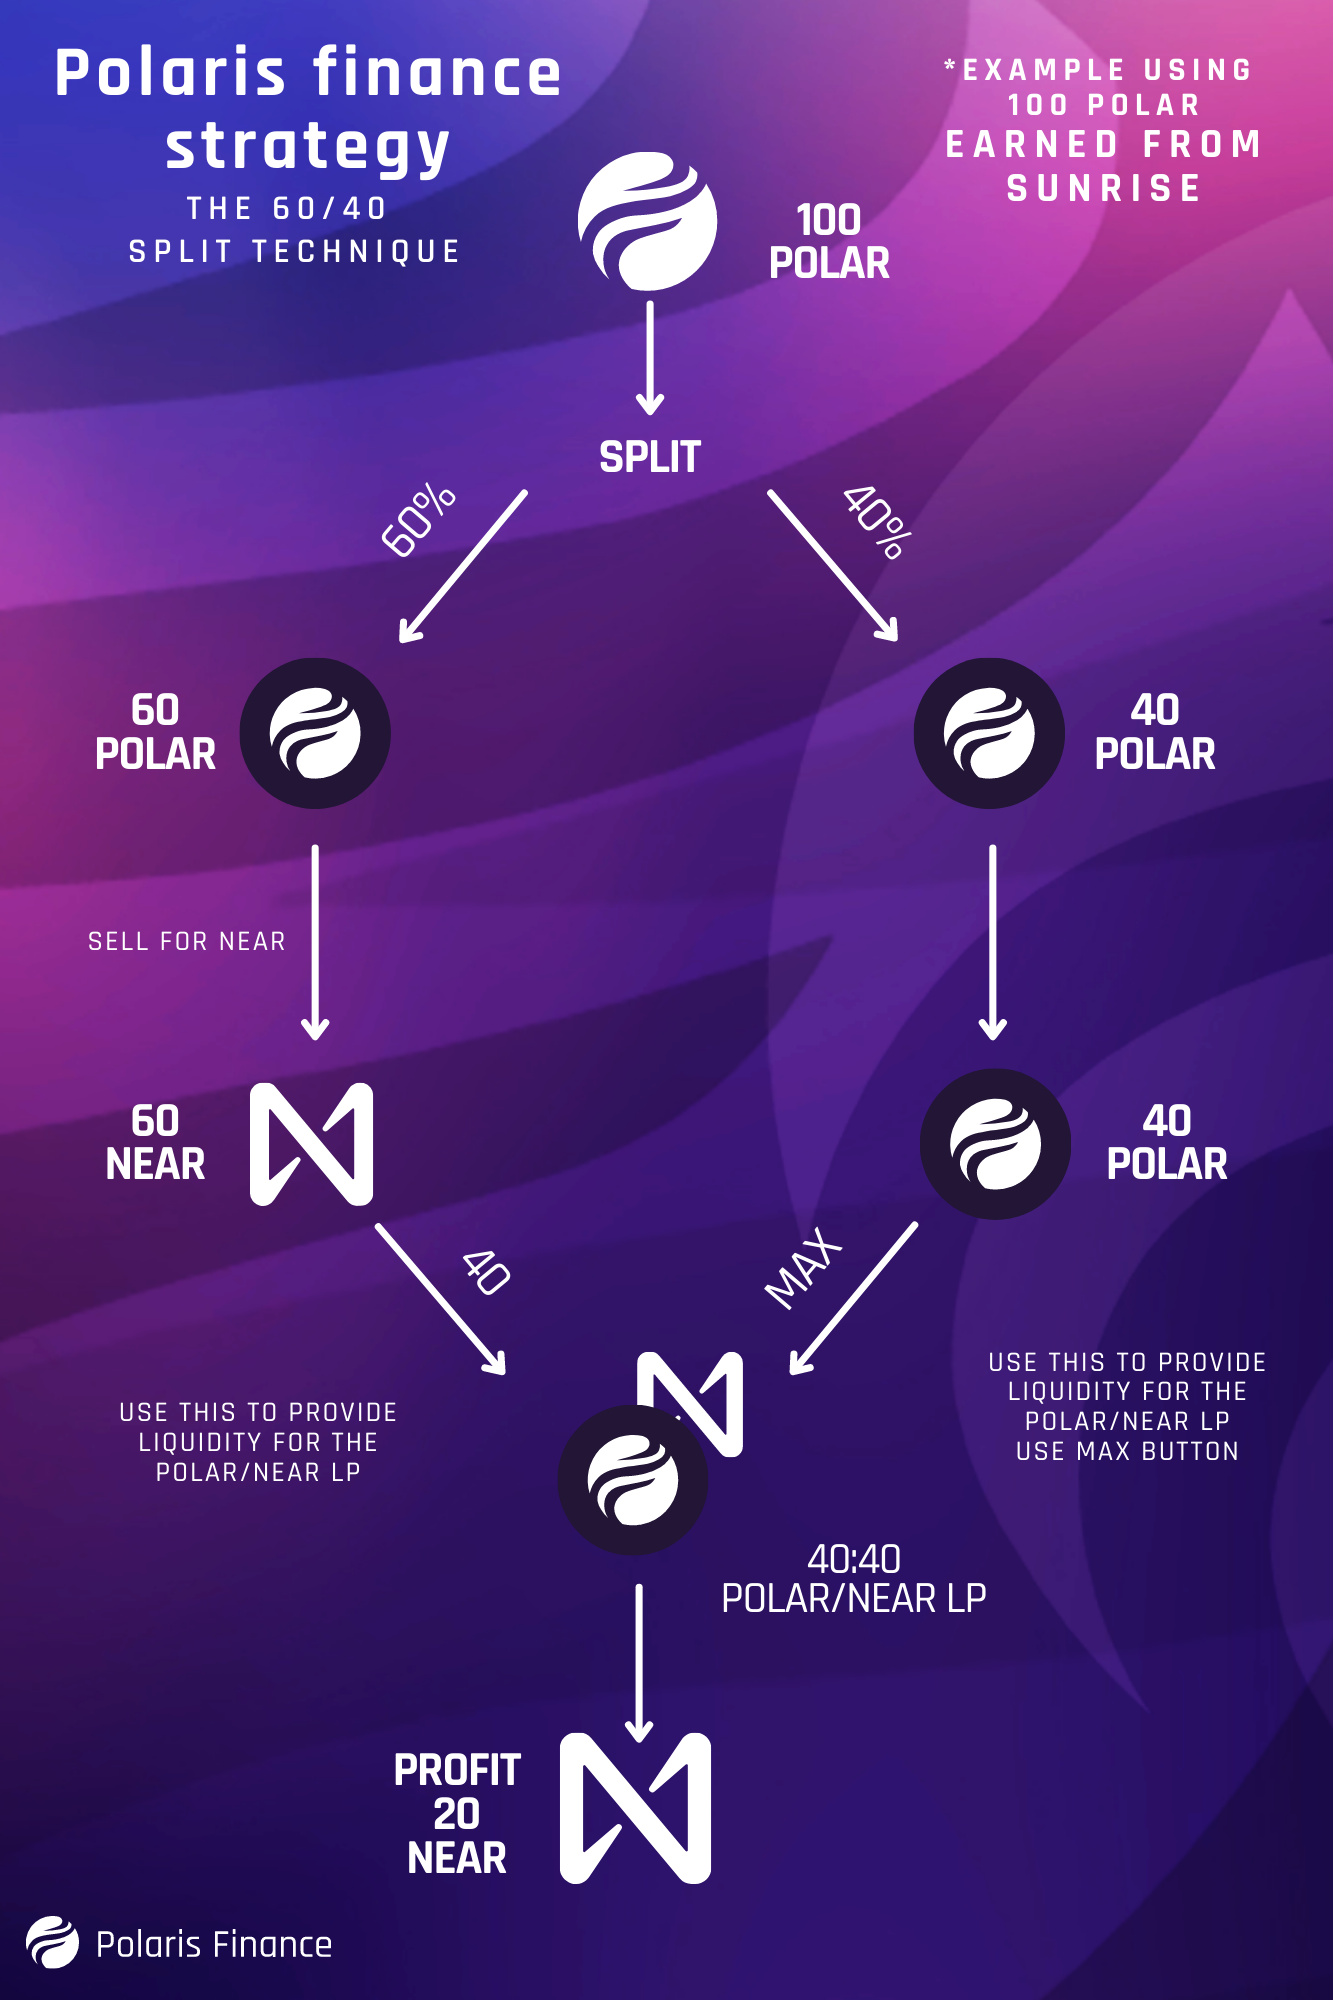 Polaris finance
strategy
THE 60/40
SPLIT TECHNIQUE
*EXAMPLE USING
100 POLAR
EARNED FROM
SUNRISE
100
POLAR
SPLIT
60%
40%
60
POLAR
40
POLAR
SELL FOR NEAR
60
NEAR
40
POLAR
40
MAX
USE THIS TO PROVIDE
LIQUIDITY FOR THE
POLAR/NEAR LP
USE THIS TO PROVIDE
LIQUIDITY FOR THE
POLAR/NEAR LP
USE MAX BUTTON
40:40
POLAR/NEAR LP
PROFIT
20
NEAR
Polaris Finance